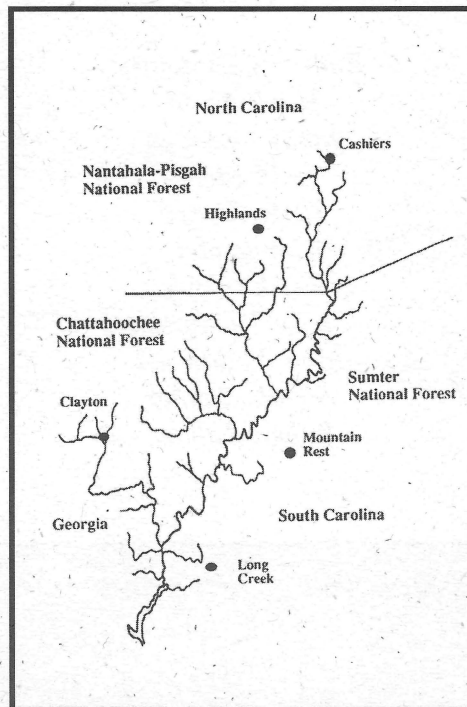 North Carolina
Cashiers
Nantahala-Pisgah
National Forest
Highlands
Chattahoochee
National Forest
Sumter
National Forest
Clayton
Mountain
Rest
Georgia
South Carolina
Long
Creek